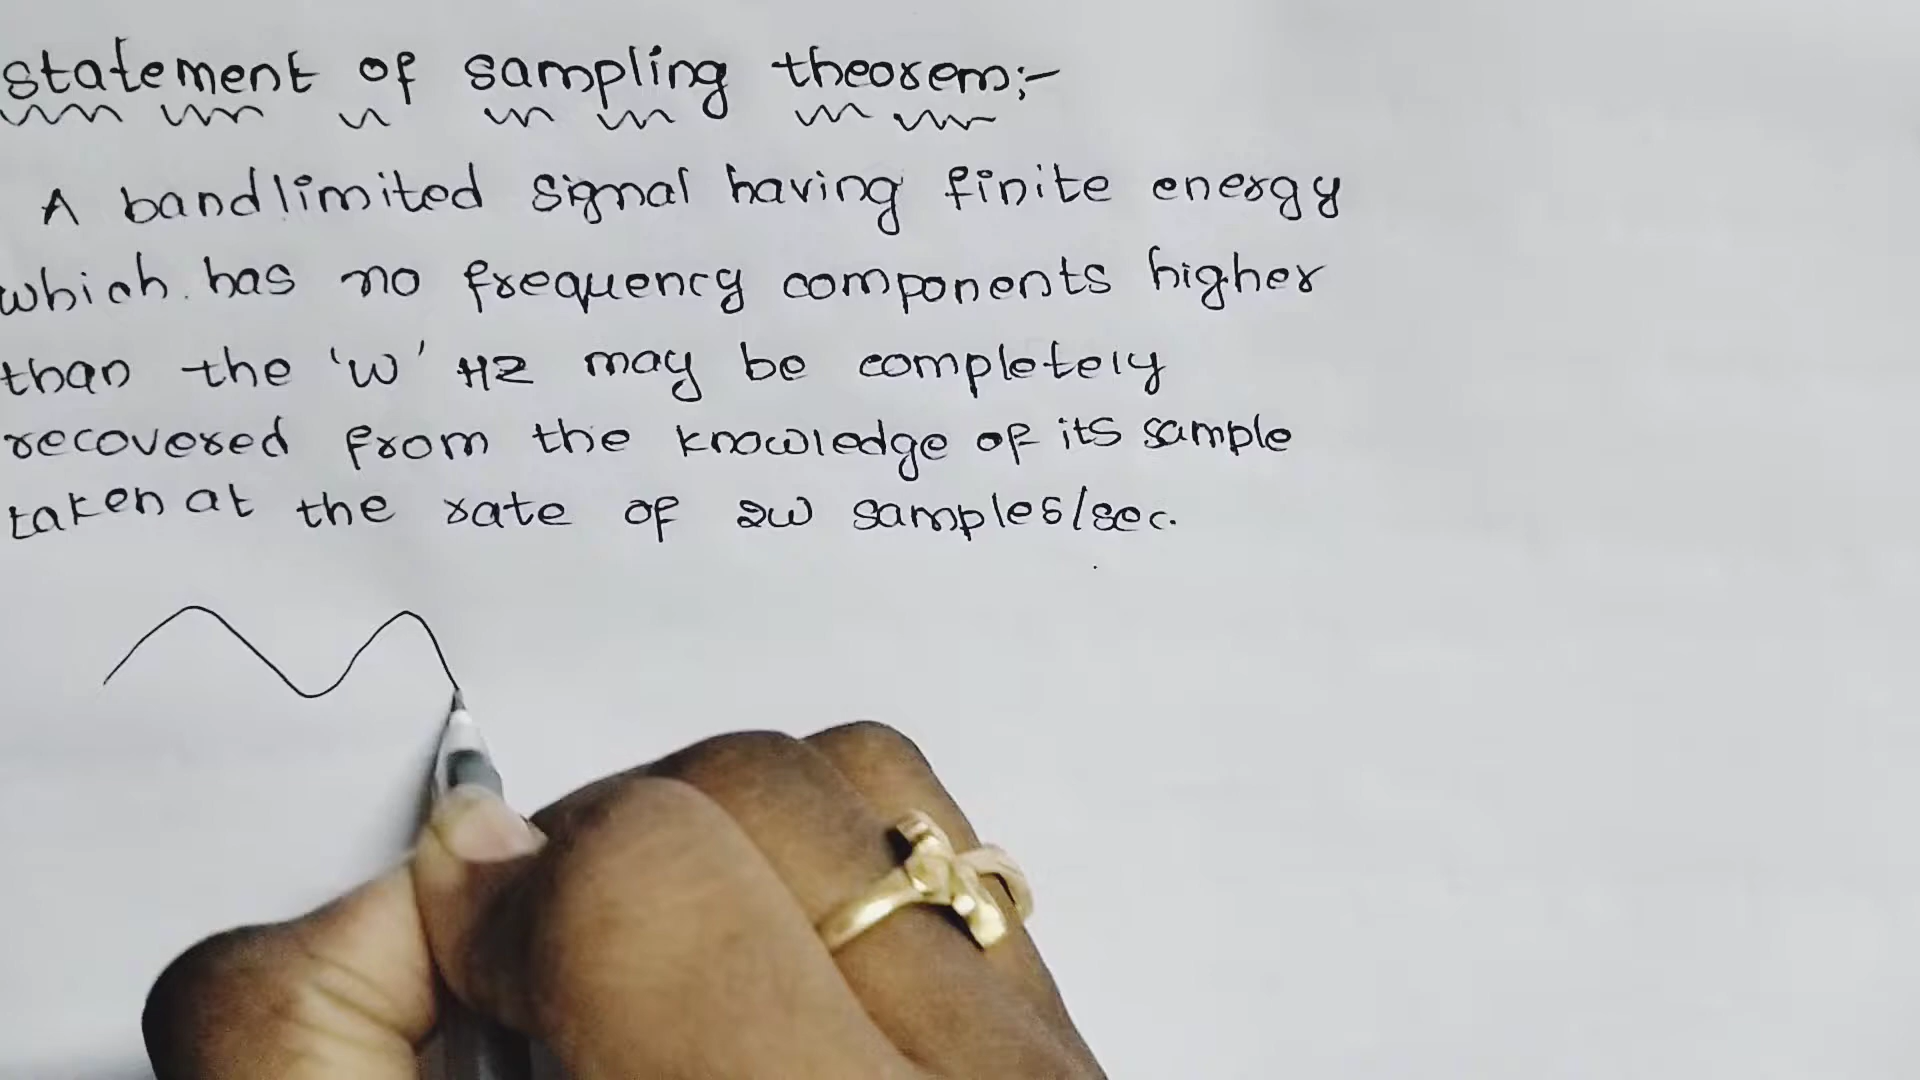 statement of sampling theorem:-
A bandlimited signal having finite energy
which has no frequency components higher
than the 'W' HZ may be completely
recovered from the knowledge of its sample
taken at the rate of 2W samples/sec.